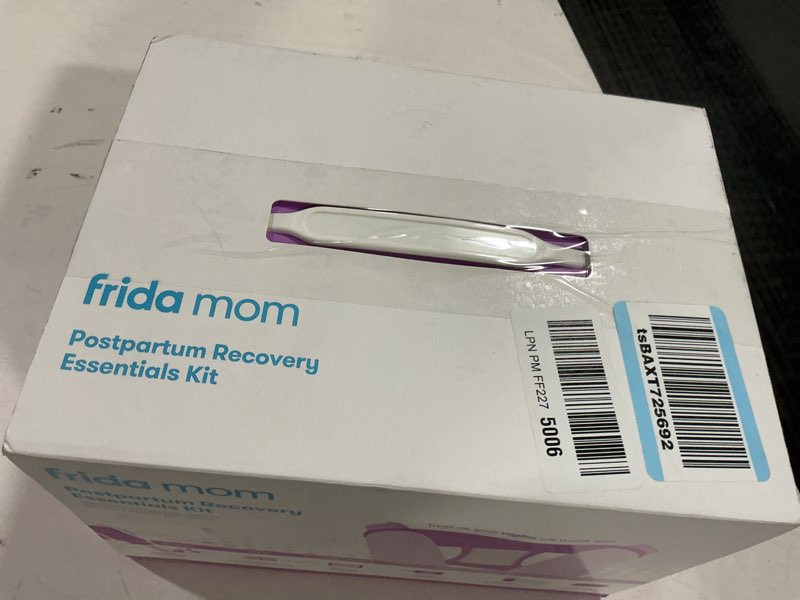 frida mom
Postpartum Recovery
Essentials Kit
LPN PM FF227 5006
tsBAXT725692
frida mom
Postpartum Recovery
Essentials Kit